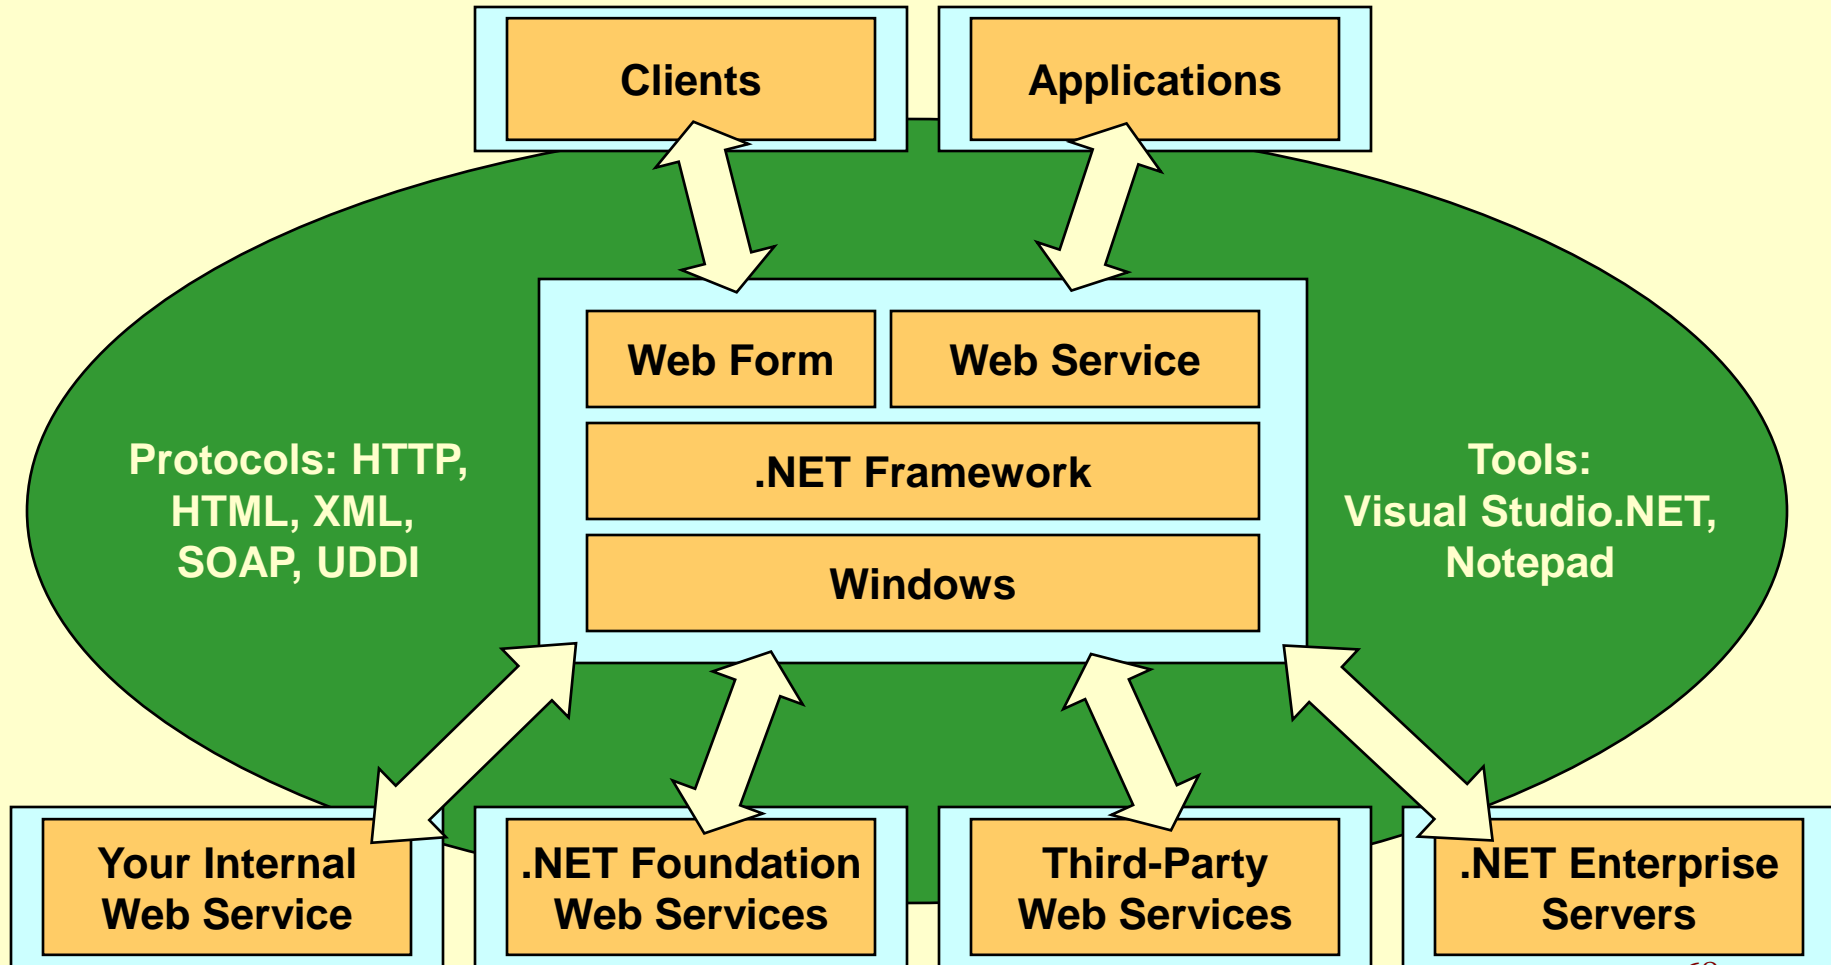 Clients
Applications
Web Form
Web Service
.NET Framework
Windows
Protocols: HTTP,
HTML, XML,
SOAP, UDDI
Tools:
Visual Studio.NET,
Notepad
Your Internal
Web Service
.NET Foundation
Web Services
Third-Party
Web Services
.NET Enterprise
Servers